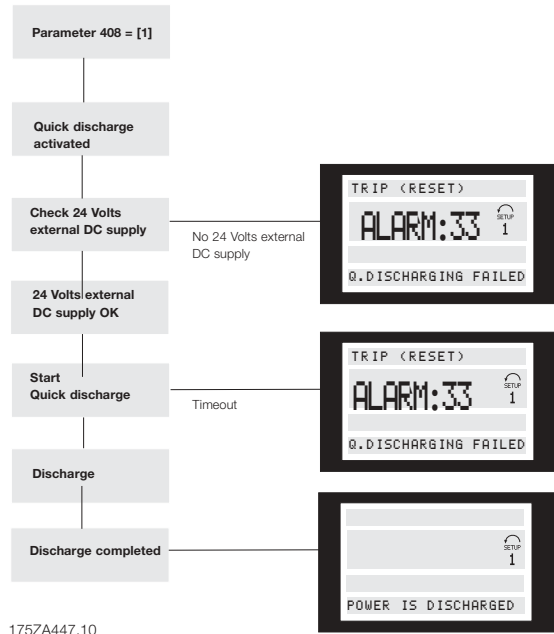 Parameter 408 = [1]
Quick discharge
activated
Check 24 Volts
external DC supply
No 24 Volts external
DC supply
TRIP (RESET)
ALARM:33
SETUP
1
Q.DISCHARGING FAILED
24 Volts external
DC supply OK
Start
Quick discharge
Timeout
TRIP (RESET)
ALARM:33
SETUP
1
Q.DISCHARGING FAILED
Discharge
Discharge completed
SETUP
1
POWER IS DISCHARGED
175ZA447.10